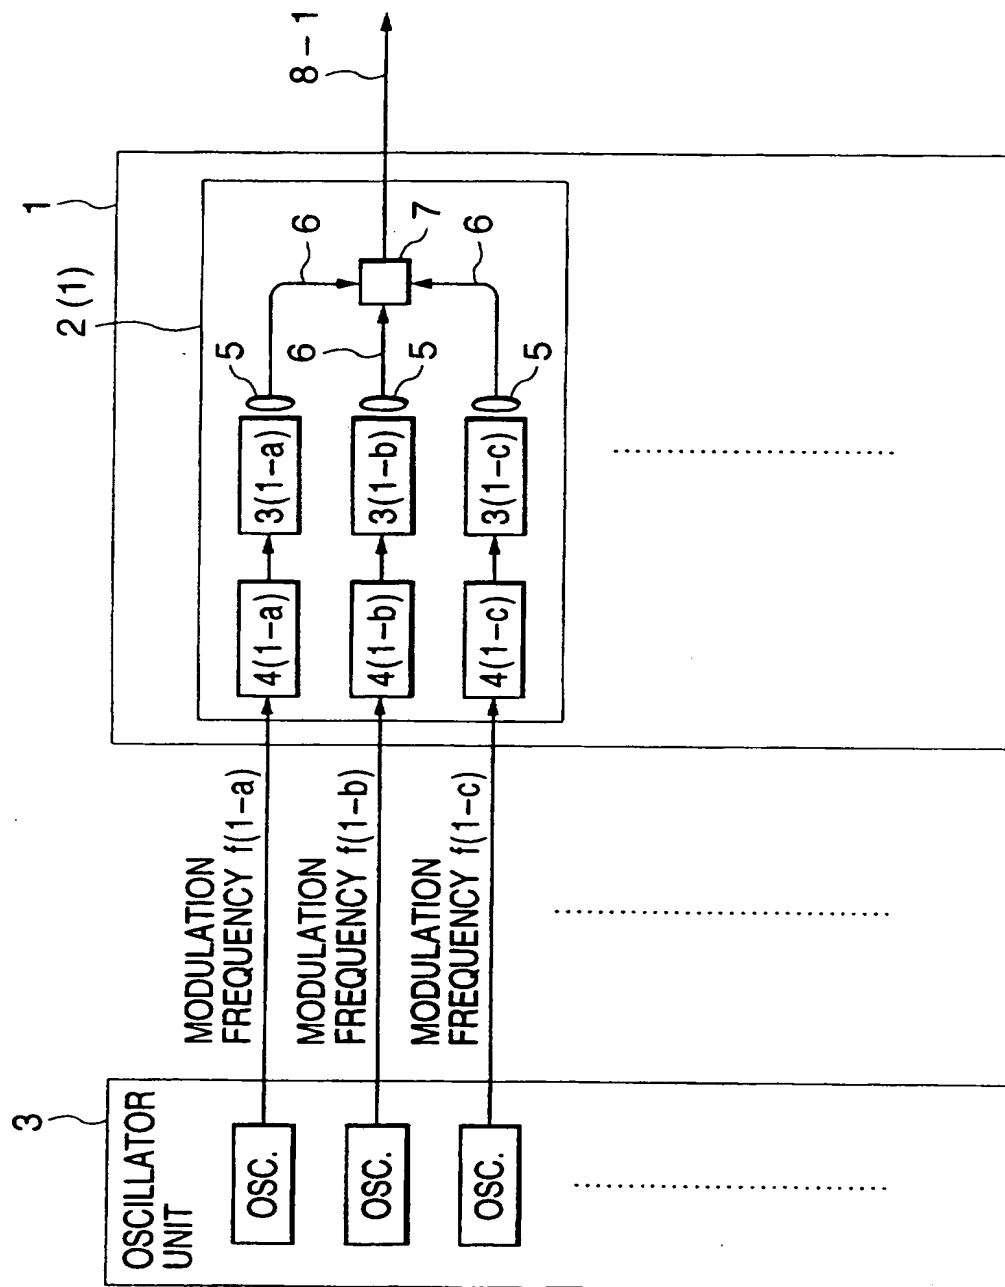 3
OSCILLATOR
UNIT
OSC.
OSC.
OSC.
MODULATION
FREQUENCY f(1-a)
MODULATION
FREQUENCY f(1-b)
MODULATION
FREQUENCY f(1-c)
1
2 (1)
4(1-a)
3(1-a)
5
6
4(1-b)
3(1-b)
5
6
7
4(1-c)
3(1-c)
5
6
8-1